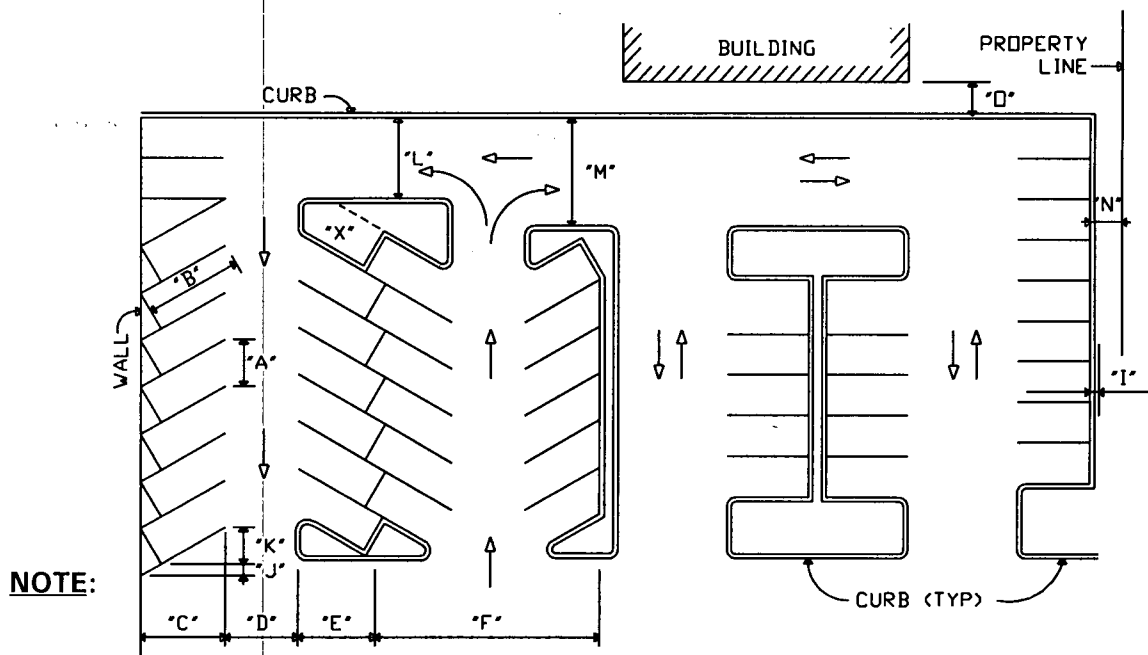 BUILDING
PROPERTY
LINE
CURB
"O"
"L"
"M"
"N"
"X"
"B"
WALL
"A"
"I"
"K"
"J"
NOTE:
CURB (TYP)
"C"
"D"
"E"
"F"